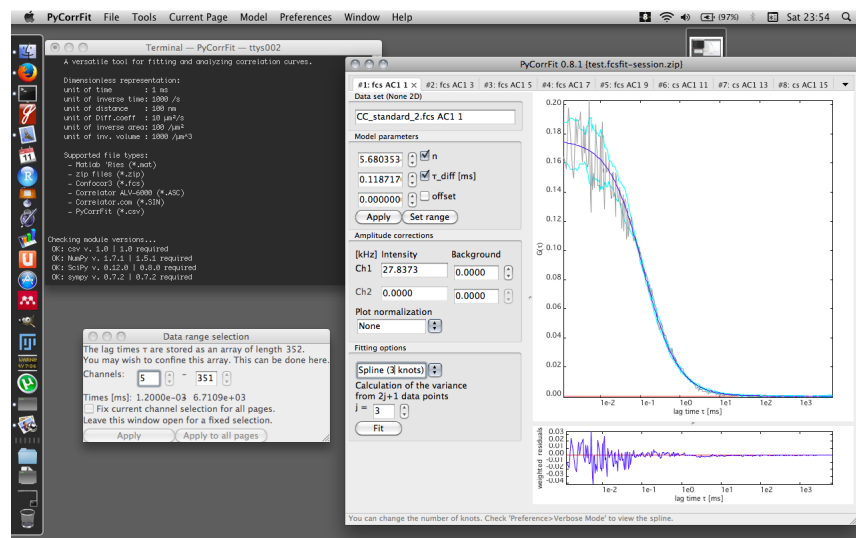 PyCorrFit File Tools Current Page Model Preferences Window Help
(97%) Sat 23:54
Terminal — PyCorrFit — ttys002
A versatile tool for fitting and analyzing correlation curves.
Dimensionless representation:
unit of time : 1 ms
unit of inverse time: 1000 /s
unit of distance : 100 nm
unit of Diff.coeff : 10 µm²/s
unit of inverse area: 100 /µm²
unit of inv. volume : 1000 /µm^3
Supported file types:
- Matlab 'Ries (*.mat)
- zip files (*.zip)
- Confocor3 (*.fcs)
- Correlator ALV-6000 (*.ASC)
- Correlator.com (*.SIN)
- PyCorrFit (*.csv)
Checking module versions...
OK: csv v. 1.0 | 1.0 required
OK: NumPy v. 1.7.1 | 1.5.1 required
OK: SciPy v. 0.12.0 | 0.8.0 required
OK: sympy v. 0.7.2 | 0.7.2 required
Data range selection
The lag times τ are stored as an array of length 352.
You may wish to confine this array. This can be done here.
Channels: 5 – 351
Times [ms]: 1.2000e-03 6.7109e+03
Fix current channel selection for all pages.
Leave this window open for a fixed selection.
Apply Apply to all pages
PyCorrFit 0.8.1 {test.fcsfit-session.zip}
#1: fcs AC1 1 × #2: fcs AC1 3 #3: fcs AC1 5 #4: fcs AC1 7 #5: cs AC1 9 #6: cs AC1 11 #7: cs AC1 13 #8: cs AC1 15
Data set (None 2D)
CC_standard_2.fcs AC1 1
Model parameters
5.680353 n
0.118717 τ_diff [ms]
0.000000 offset
Apply Set range
Amplitude corrections
[kHz] Intensity Background
Ch1 27.8373 0.0000
Ch2 0.0000 0.0000
Plot normalization
None
Fitting options
Spline (3 knots)
Calculation of the variance
from 2j+1 data points
j = 3
Fit
0.20
0.18
0.16
0.14
0.12
0.10
0.08
0.06
0.04
0.02
0.00
G(τ)
1e-2 1e-1 1e0 1e1 1e2 1e3
lag time τ [ms]
0.03
0.02
0.01
0.00
-0.01
-0.02
-0.03
-0.04
weighted residuals
1e-2 1e-1 1e0 1e1 1e2 1e3
lag time τ [ms]
You can change the number of knots. Check 'Preference>Verbose Mode' to view the spline.